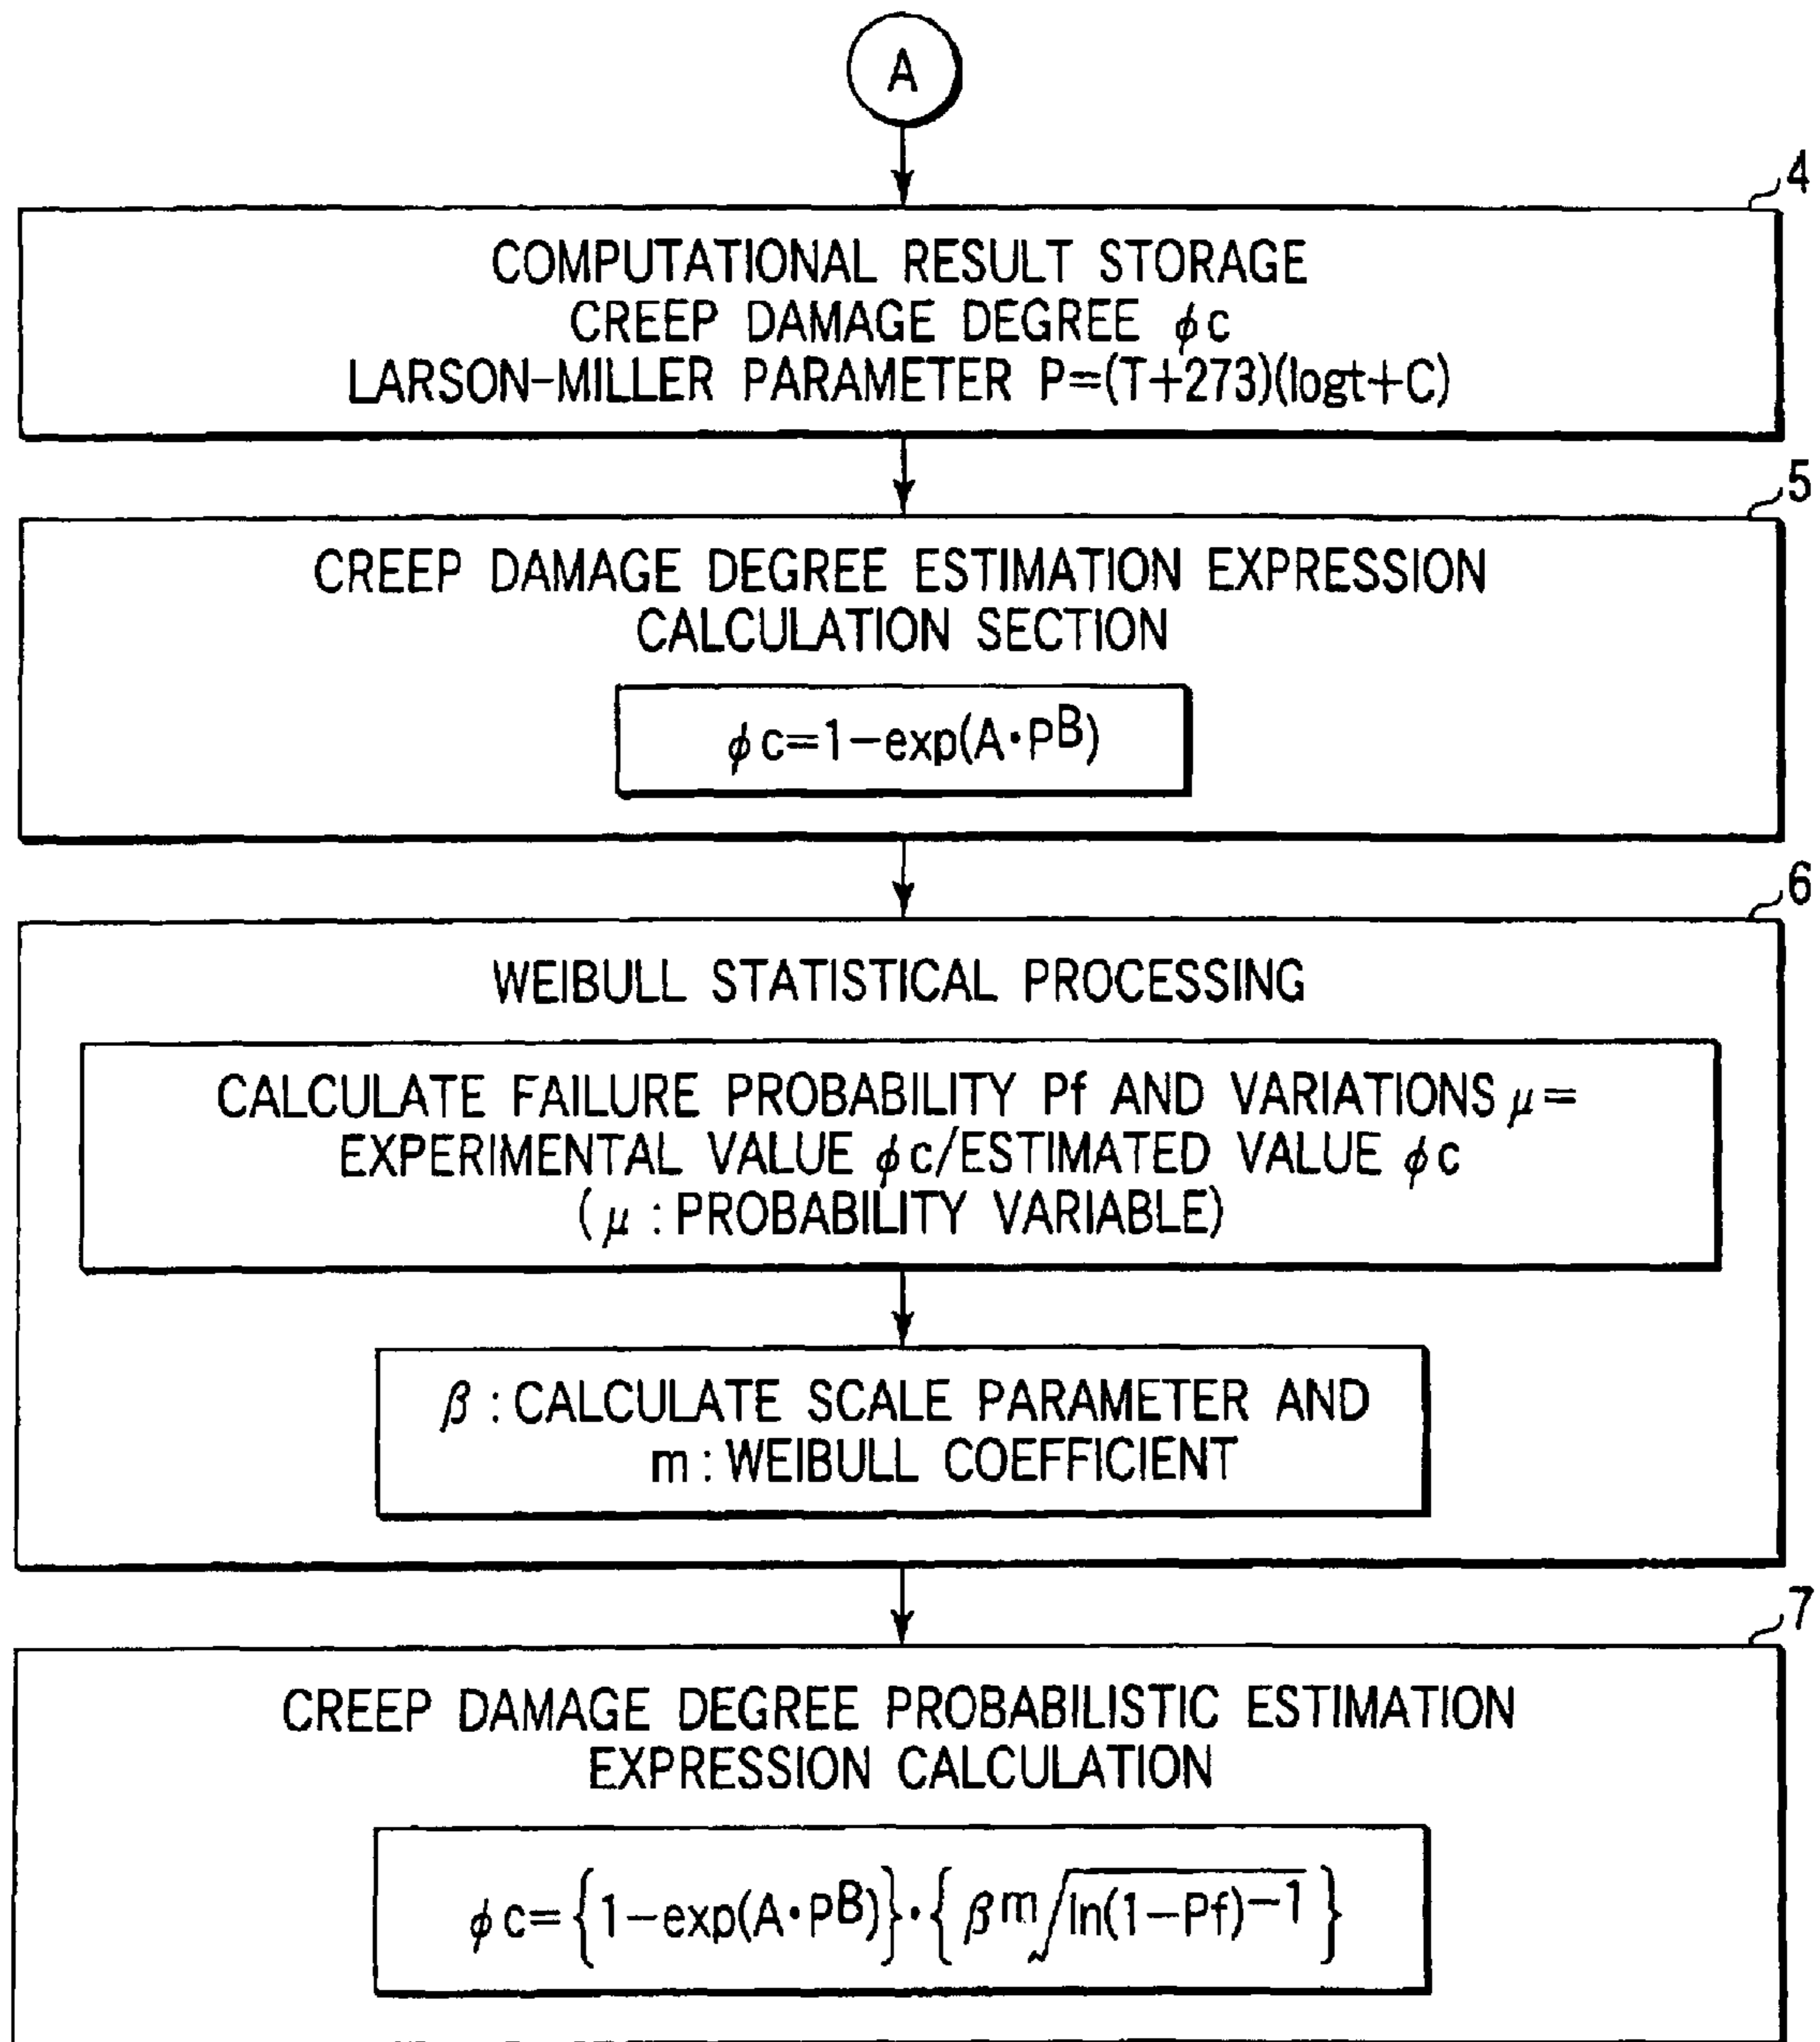 A
4
COMPUTATIONAL RESULT STORAGE
CREEP DAMAGE DEGREE ϕc
LARSON-MILLER PARAMETER P=(T+273)(logt+C)
5
CREEP DAMAGE DEGREE ESTIMATION EXPRESSION
CALCULATION SECTION
ϕc=1-exp(A·P^B)
6
WEIBULL STATISTICAL PROCESSING
CALCULATE FAILURE PROBABILITY Pf AND VARIATIONS μ=
EXPERIMENTAL VALUE ϕc/ESTIMATED VALUE ϕc
(μ : PROBABILITY VARIABLE)
β : CALCULATE SCALE PARAMETER AND
m : WEIBULL COEFFICIENT
7
CREEP DAMAGE DEGREE PROBABILISTIC ESTIMATION
EXPRESSION CALCULATION
ϕc={1-exp(A·P^B)}·{β ^m√ln(1-Pf)^-1}